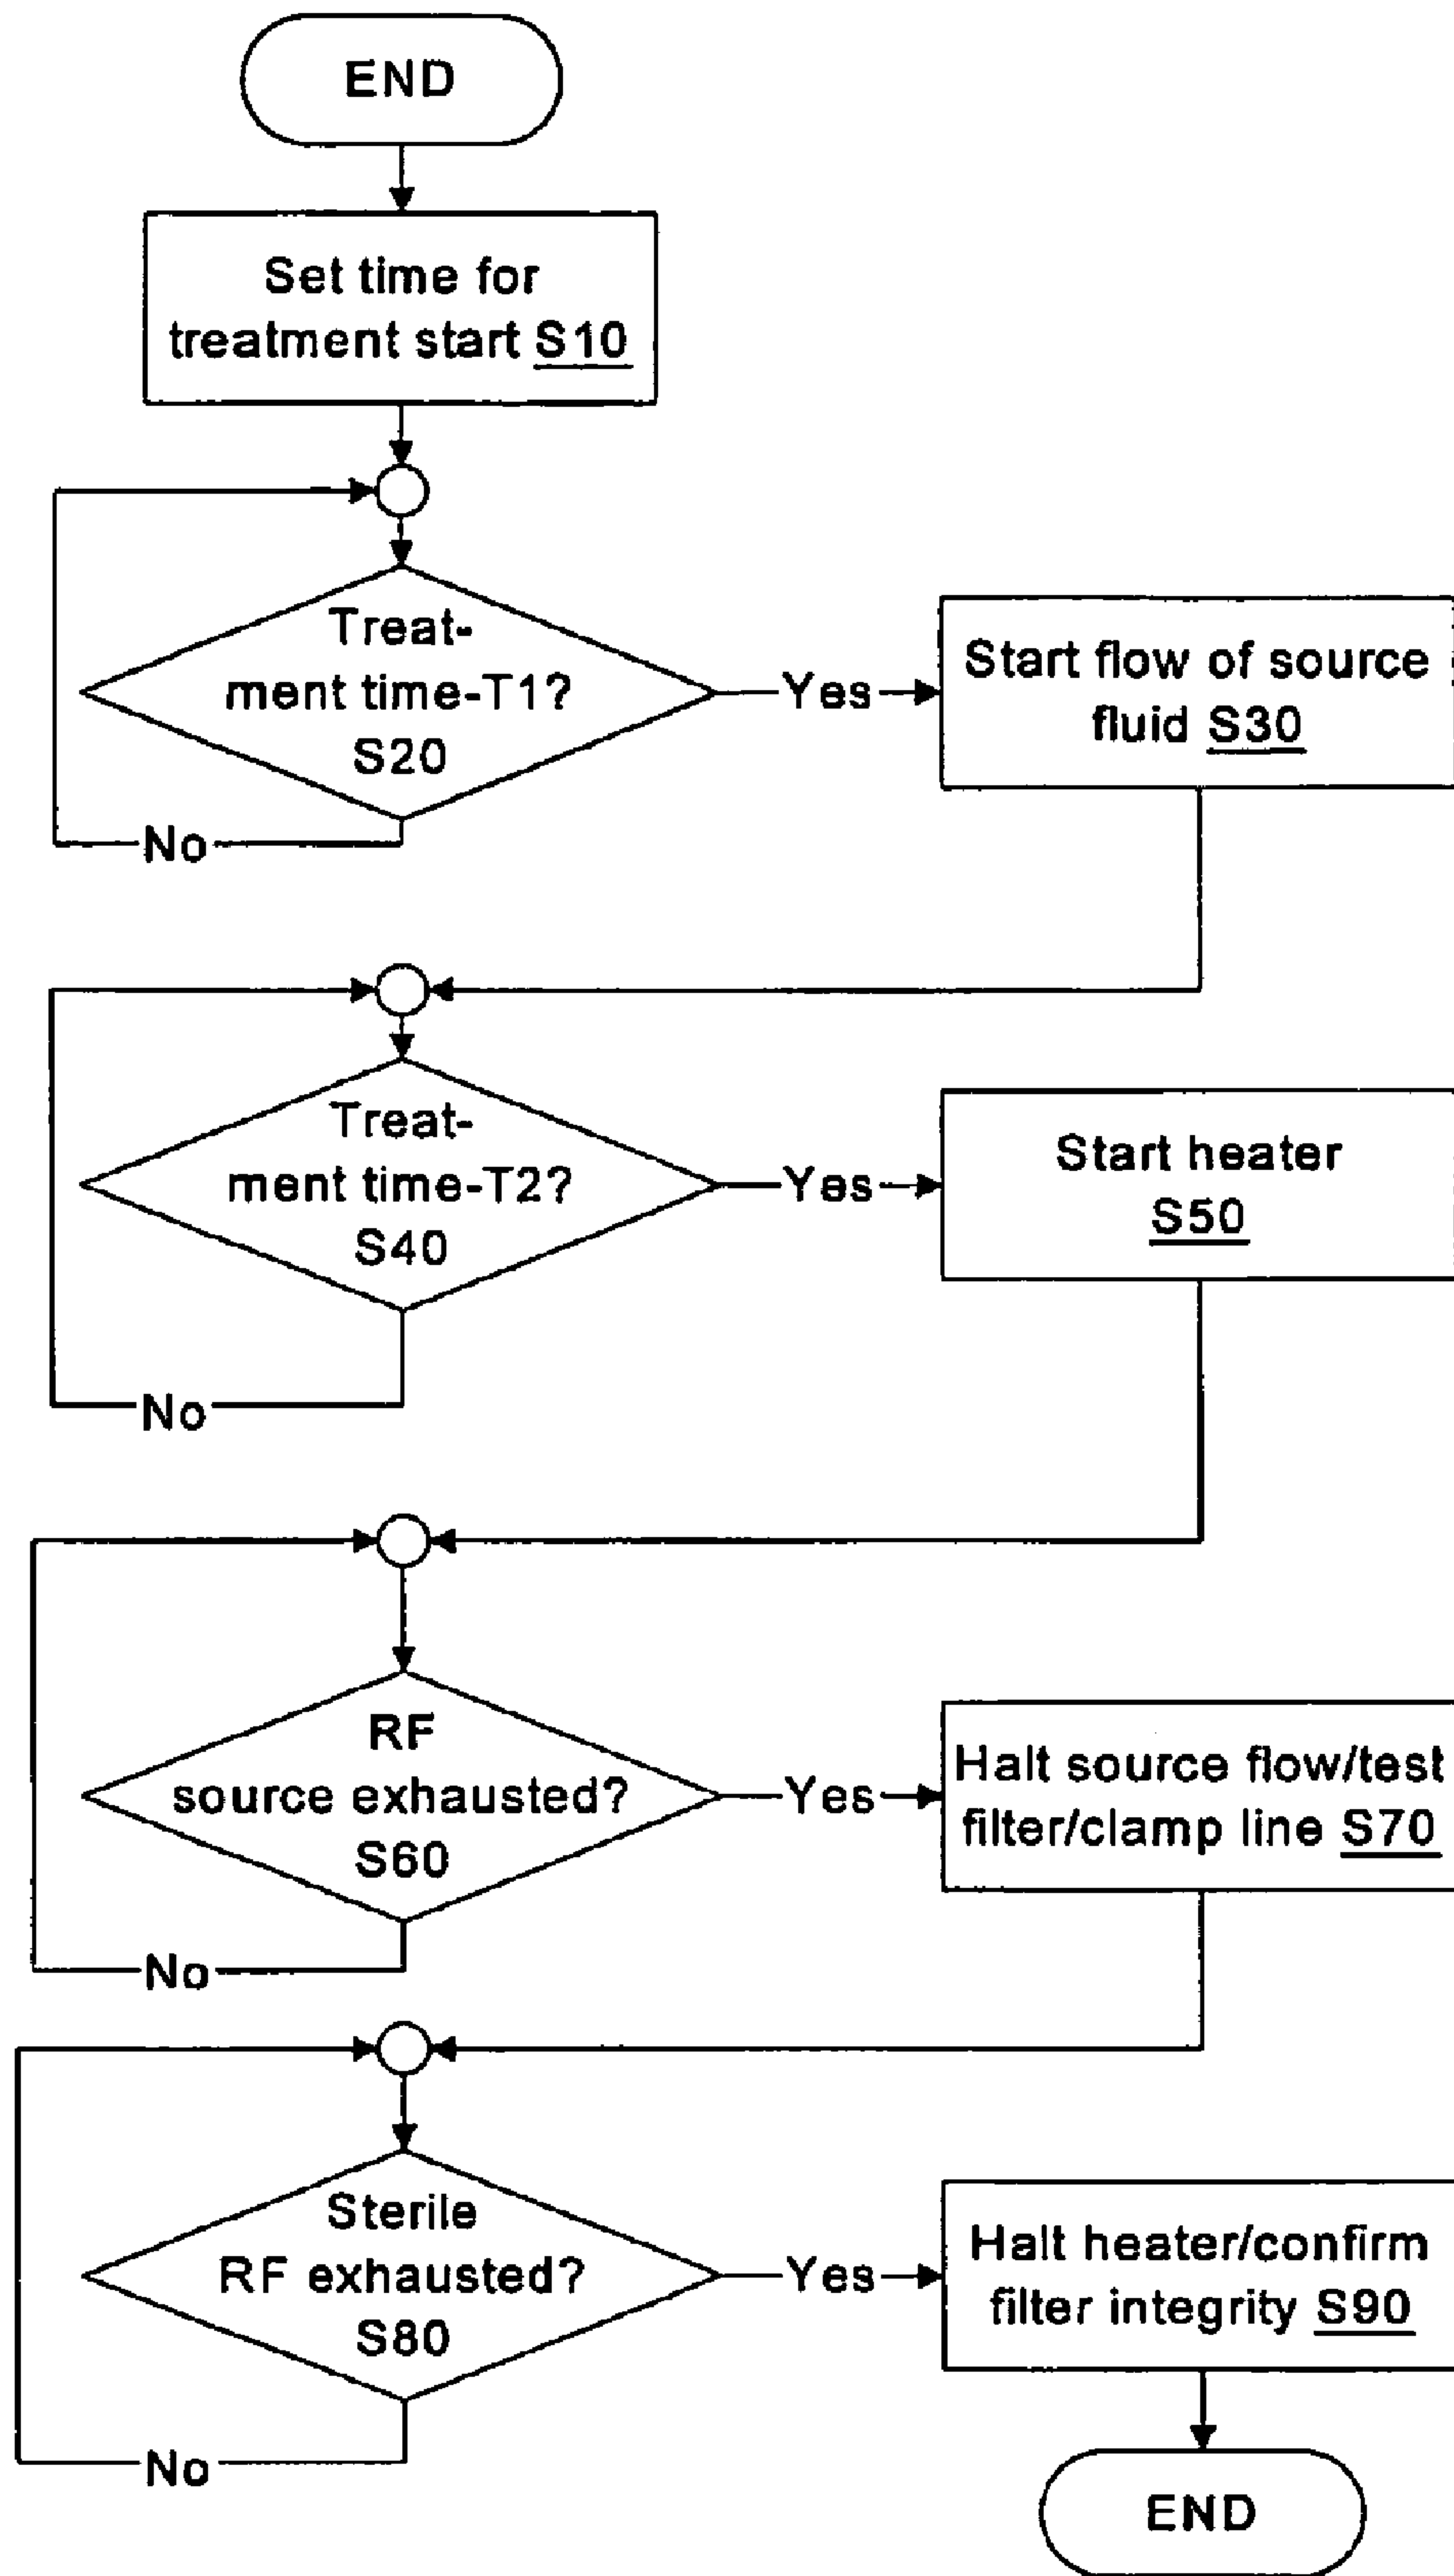 END
Set time for
treatment start S10
Treat-
ment time-T1?
S20
Yes
Start flow of source
fluid S30
No
Treat-
ment time-T2?
S40
Yes
Start heater
S50
No
RF
source exhausted?
S60
Yes
Halt source flow/test
filter/clamp line S70
No
Sterile
RF exhausted?
S80
Yes
Halt heater/confirm
filter integrity S90
No
END